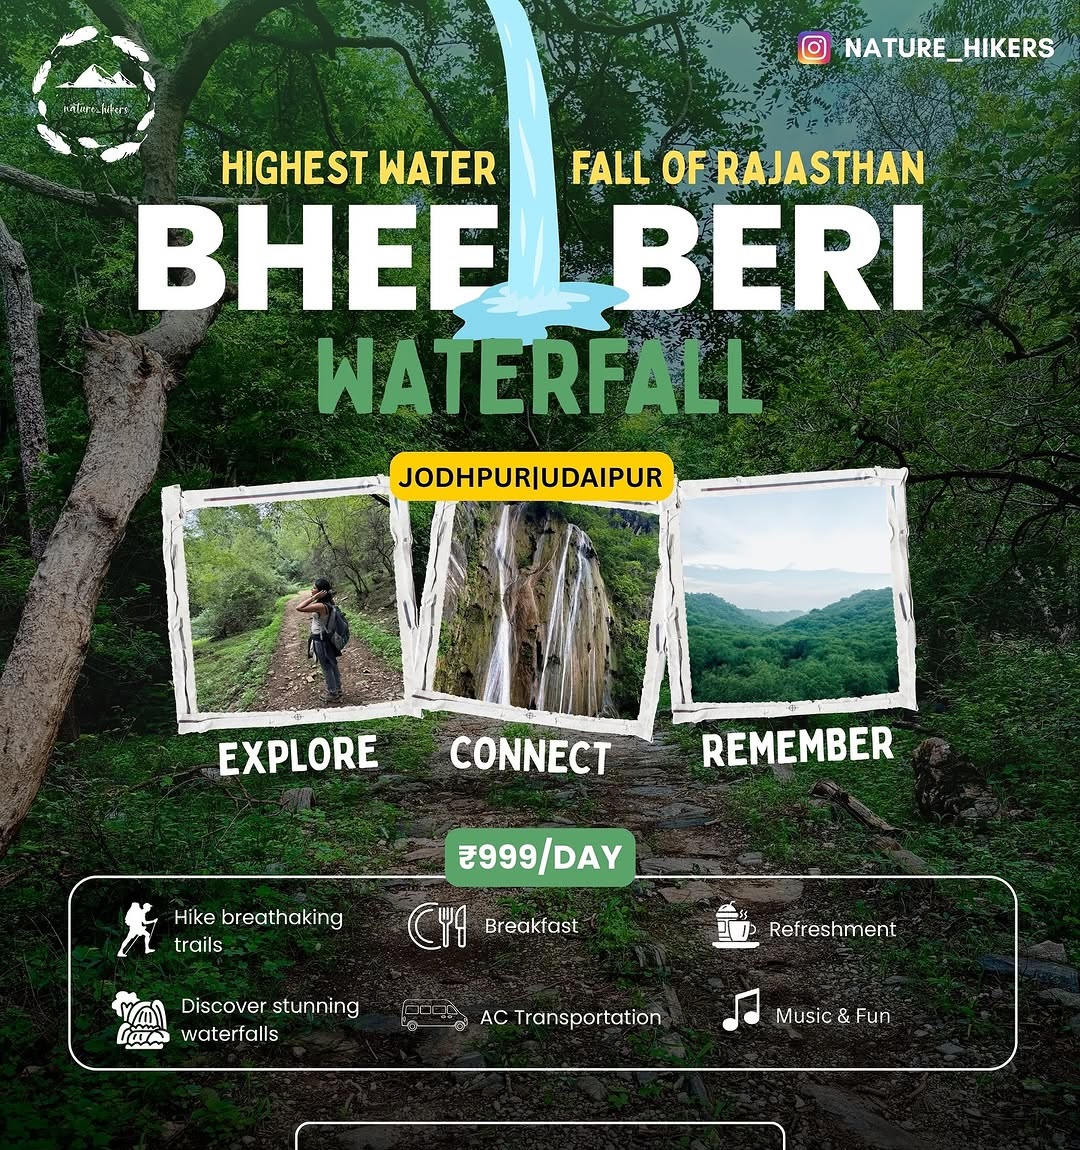 nature_hikers
NATURE_HIKERS
HIGHEST WATER FALL OF RAJASTHAN
BHEEL BERI
WATERFALL
JODHPUR|UDAIPUR
EXPLORE CONNECT REMEMBER
₹999/DAY
Hike breathaking
trails
Breakfast
Refreshment
Discover stunning
waterfalls
AC Transportation
Music & Fun